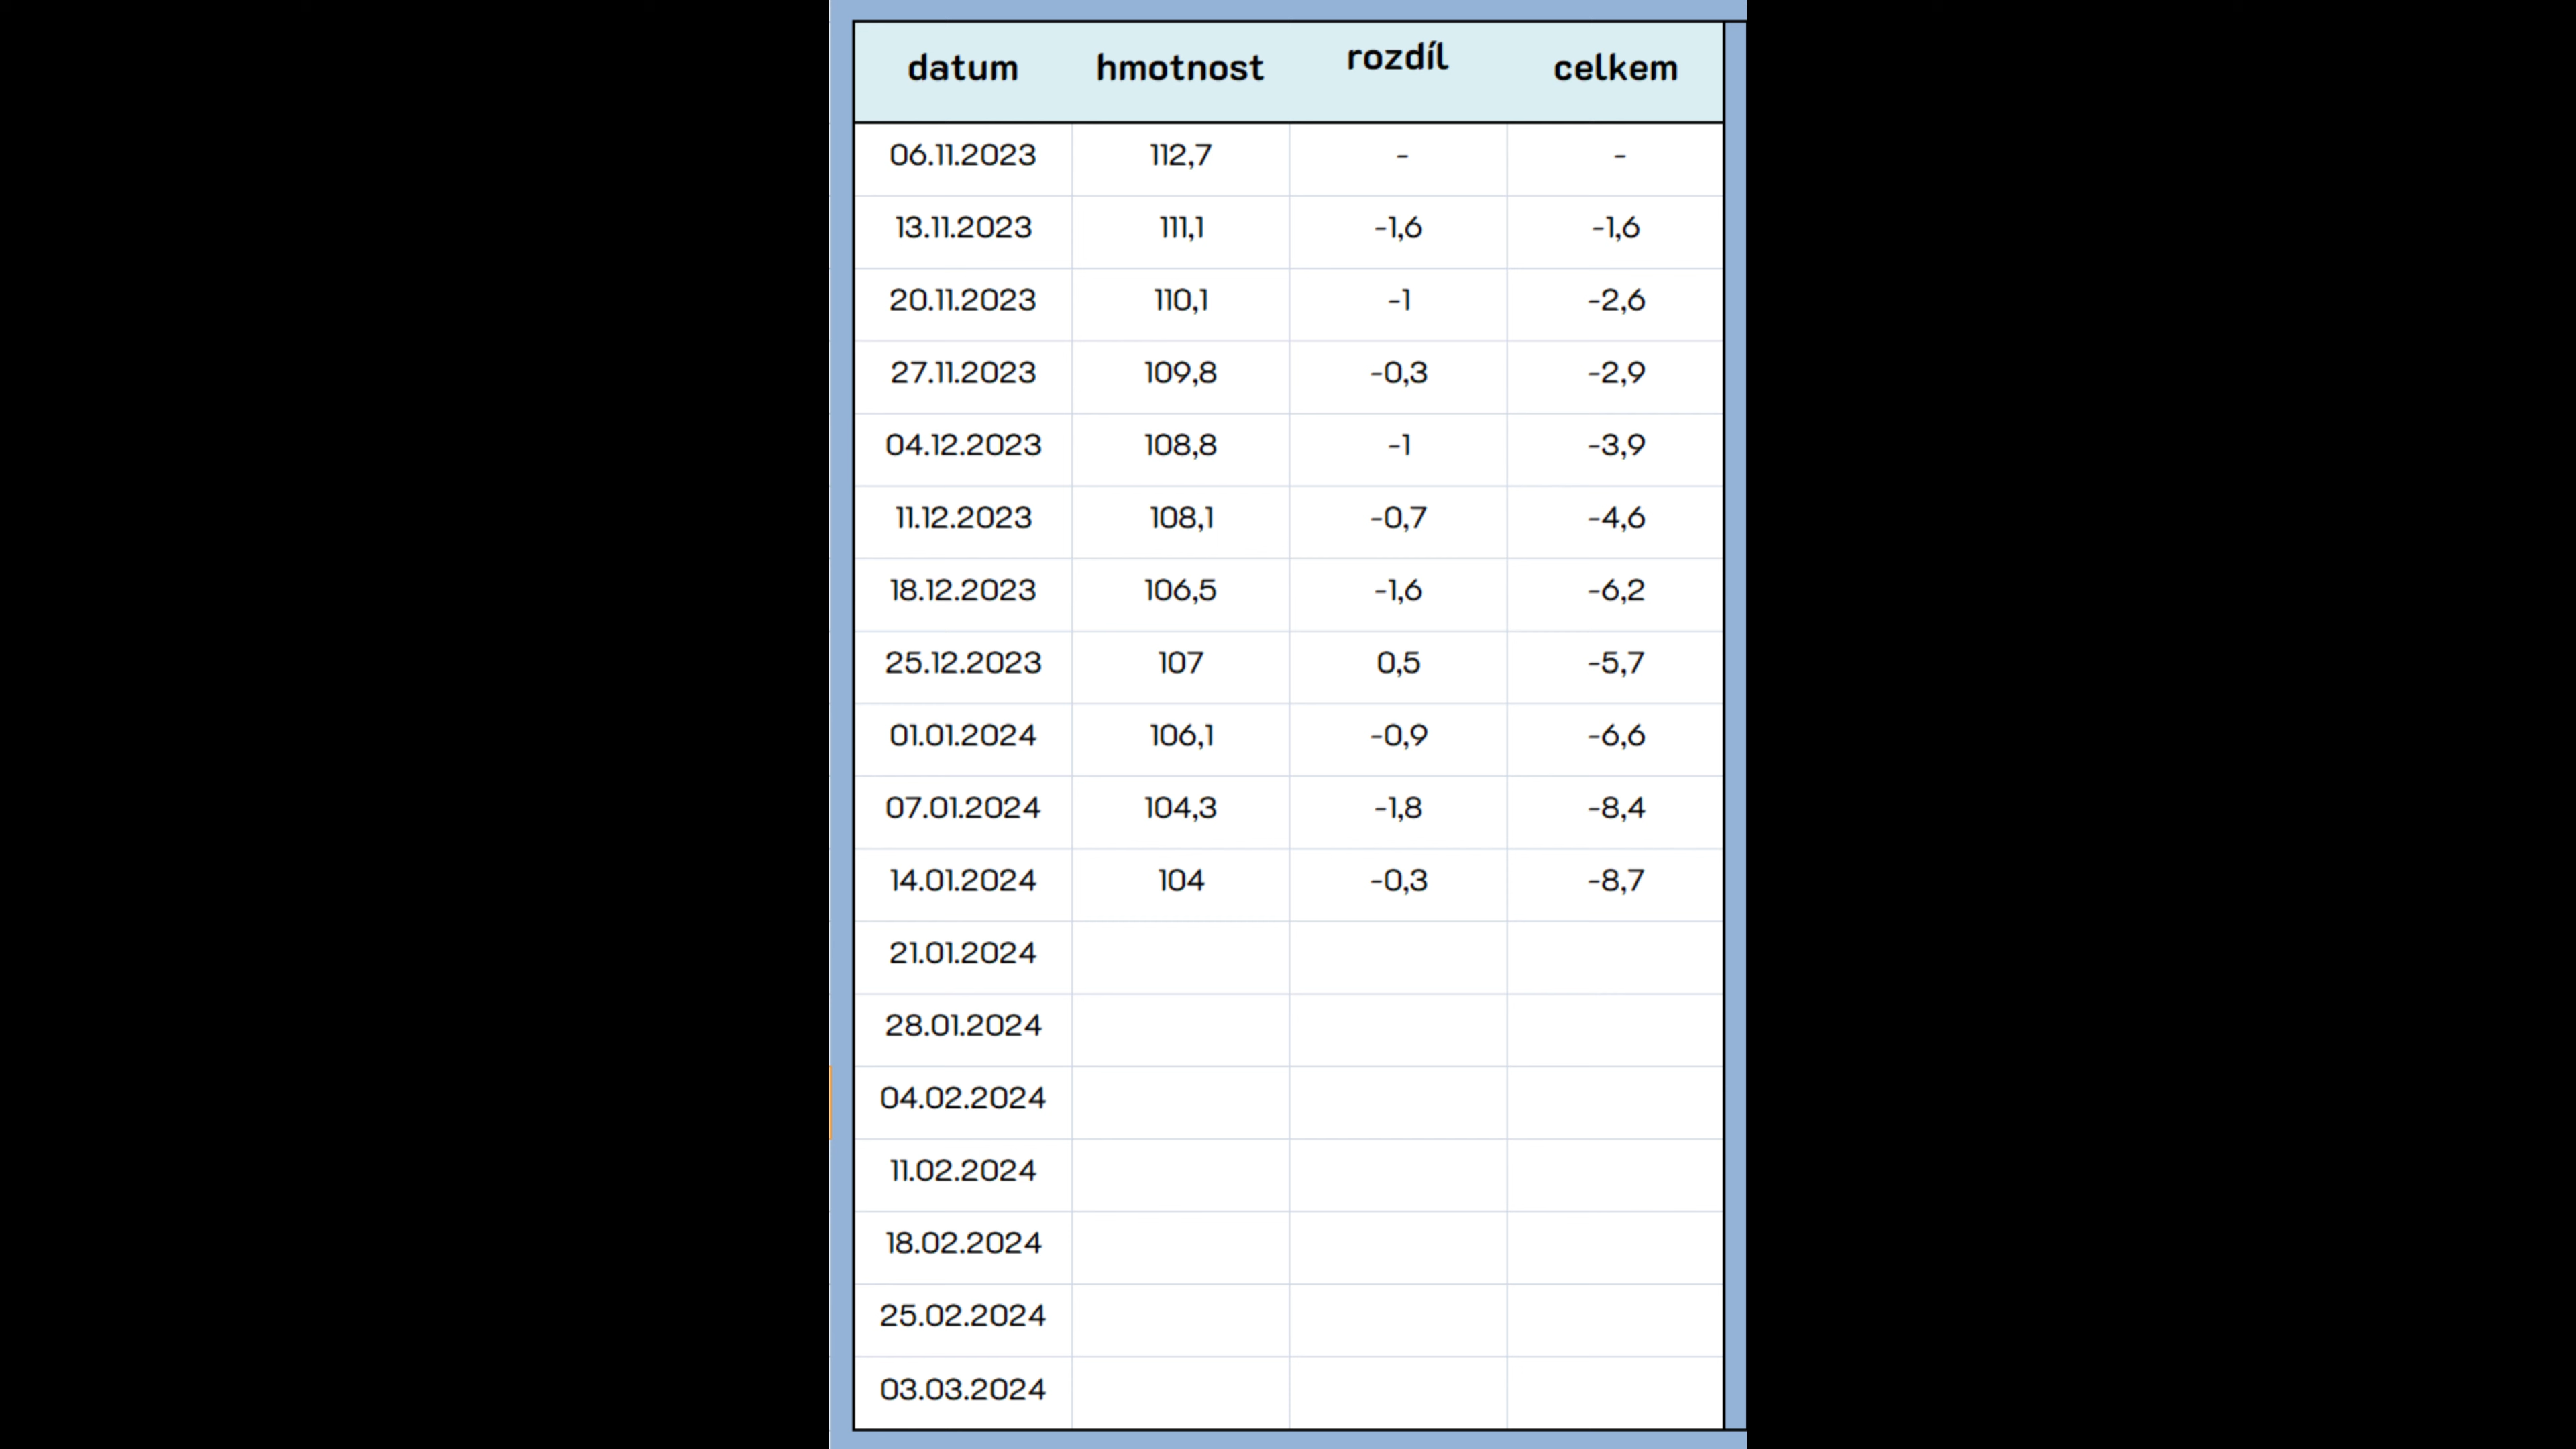 datum hmotnost rozdíl celkem
06.11.2023 112,7 - -
13.11.2023 111,1 -1,6 -1,6
20.11.2023 110,1 -1 -2,6
27.11.2023 109,8 -0,3 -2,9
04.12.2023 108,8 -1 -3,9
11.12.2023 108,1 -0,7 -4,6
18.12.2023 106,5 -1,6 -6,2
25.12.2023 107 0,5 -5,7
01.01.2024 106,1 -0,9 -6,6
07.01.2024 104,3 -1,8 -8,4
14.01.2024 104 -0,3 -8,7
21.01.2024
28.01.2024
04.02.2024
11.02.2024
18.02.2024
25.02.2024
03.03.2024